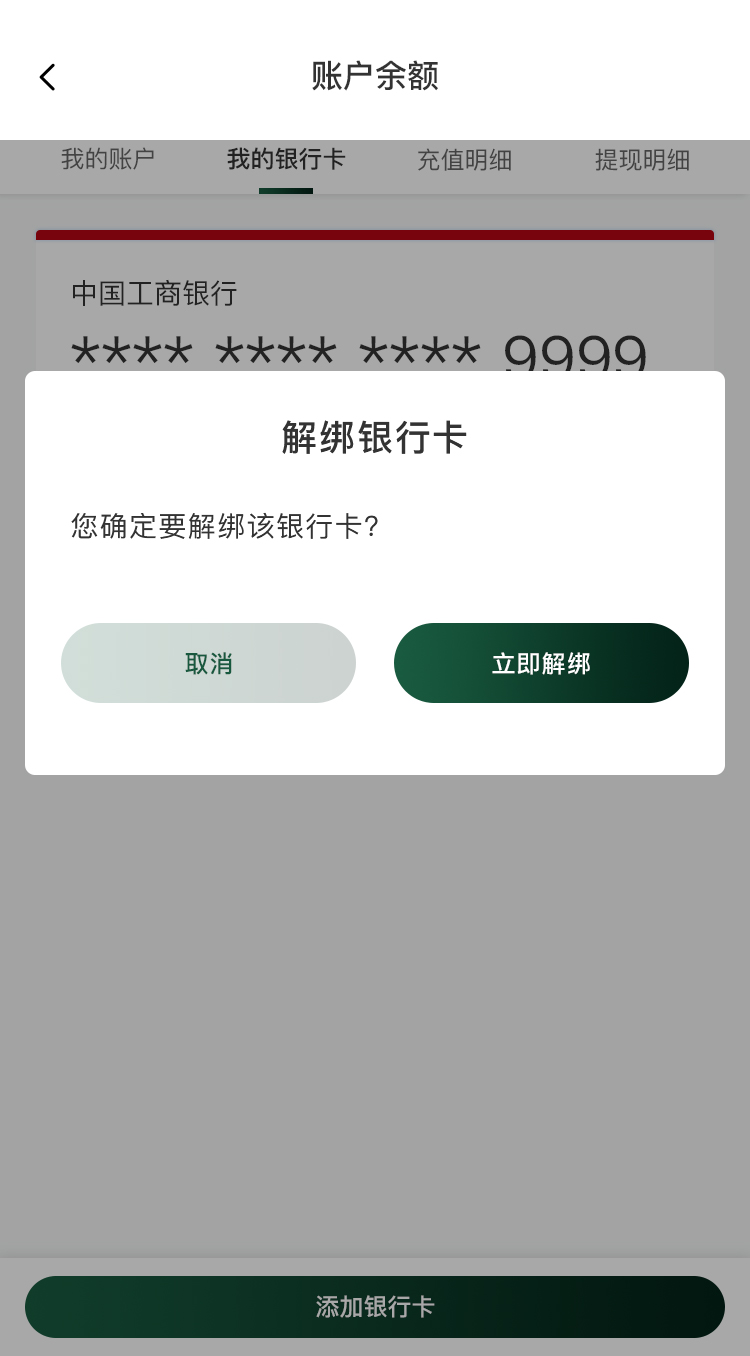 账户余额
我的账户 我的银行卡 充值明细 提现明细
中国工商银行
**** **** **** 9999
解绑银行卡
您确定要解绑该银行卡?
取消 立即解绑
添加银行卡